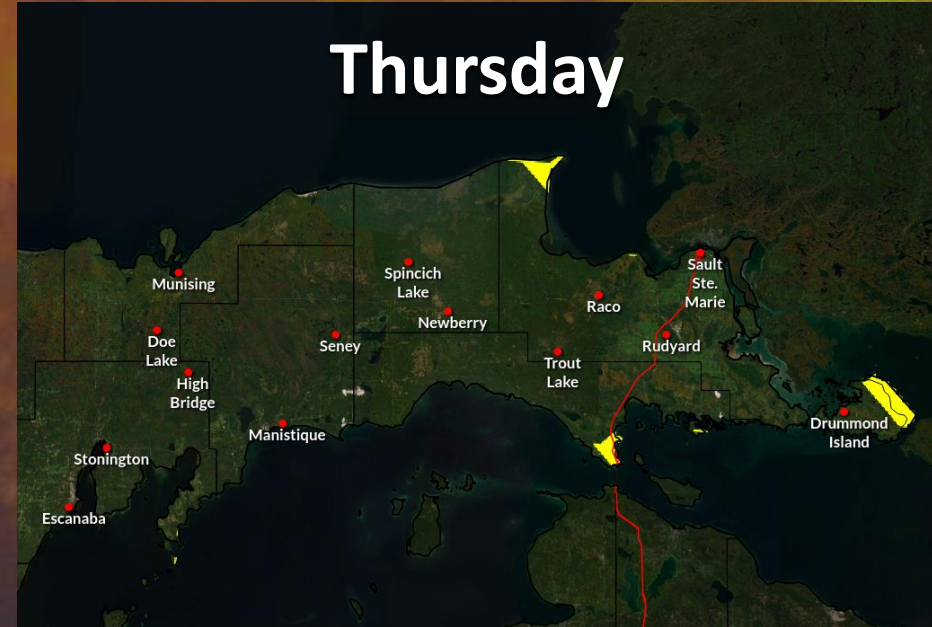 Thursday
Munising
Spincich
Lake
Sault
Ste.
Marie
Raco
Newberry
Doe
Lake
Seney
Rudyard
Trout
Lake
High
Bridge
Manistique
Drummond
Island
Stonington
Escanaba